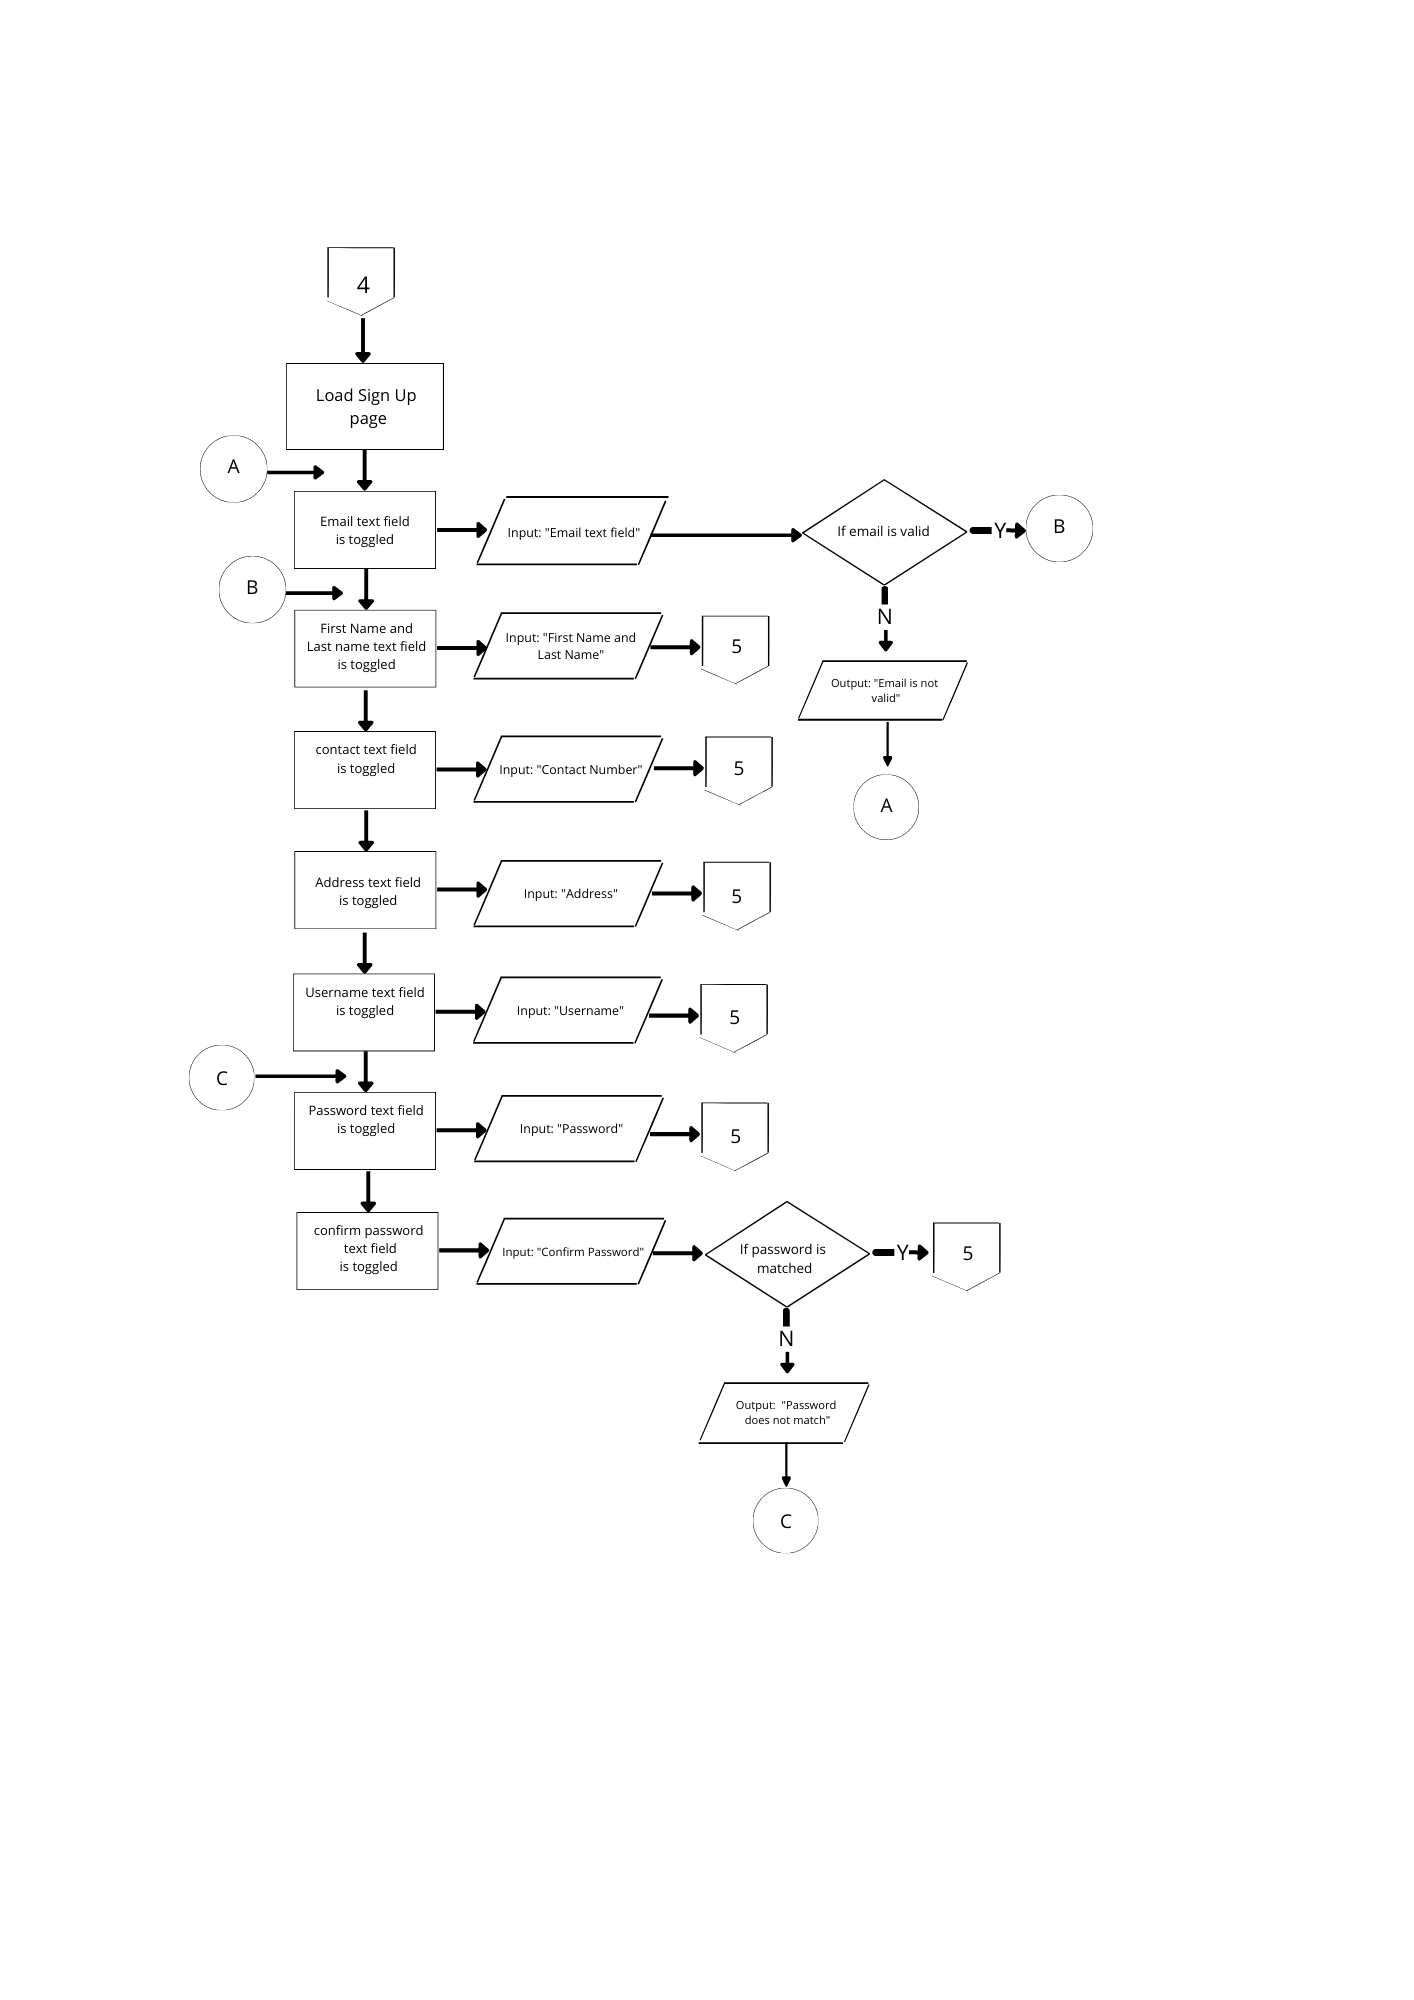 4
Load Sign Up
page
A
Email text field
is toggled
Input: "Email text field"
If email is valid
Y
B
N
Output: "Email is not
valid"
A
B
First Name and
Last name text field
is toggled
Input: "First Name and
Last Name"
5
contact text field
is toggled
Input: "Contact Number"
5
Address text field
is toggled
Input: "Address"
5
Username text field
is toggled
Input: "Username"
5
C
Password text field
is toggled
Input: "Password"
5
confirm password
text field
is toggled
Input: "Confirm Password"
If password is
matched
Y
5
N
Output:  "Password
does not match"
C